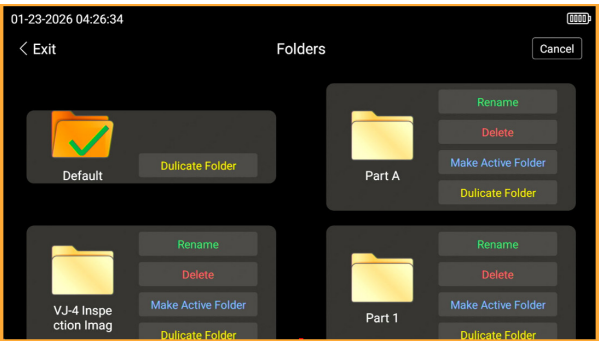 01-23-2026 04:26:34
Exit
Folders
Cancel
Default
Dulicate Folder
Part A
Rename
Delete
Make Active Folder
Dulicate Folder
VJ-4 Inspe
ction Imag
Rename
Delete
Make Active Folder
Dulicate Folder
Part 1
Rename
Delete
Make Active Folder
Dulicate Folder